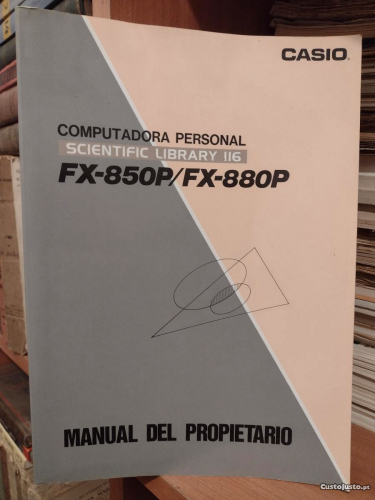 CASIO
COMPUTADORA PERSONAL
SCIENTIFIC LIBRARY 116
FX-850P/FX-880P
MANUAL DEL PROPIETARIO
CustoJusto.pt